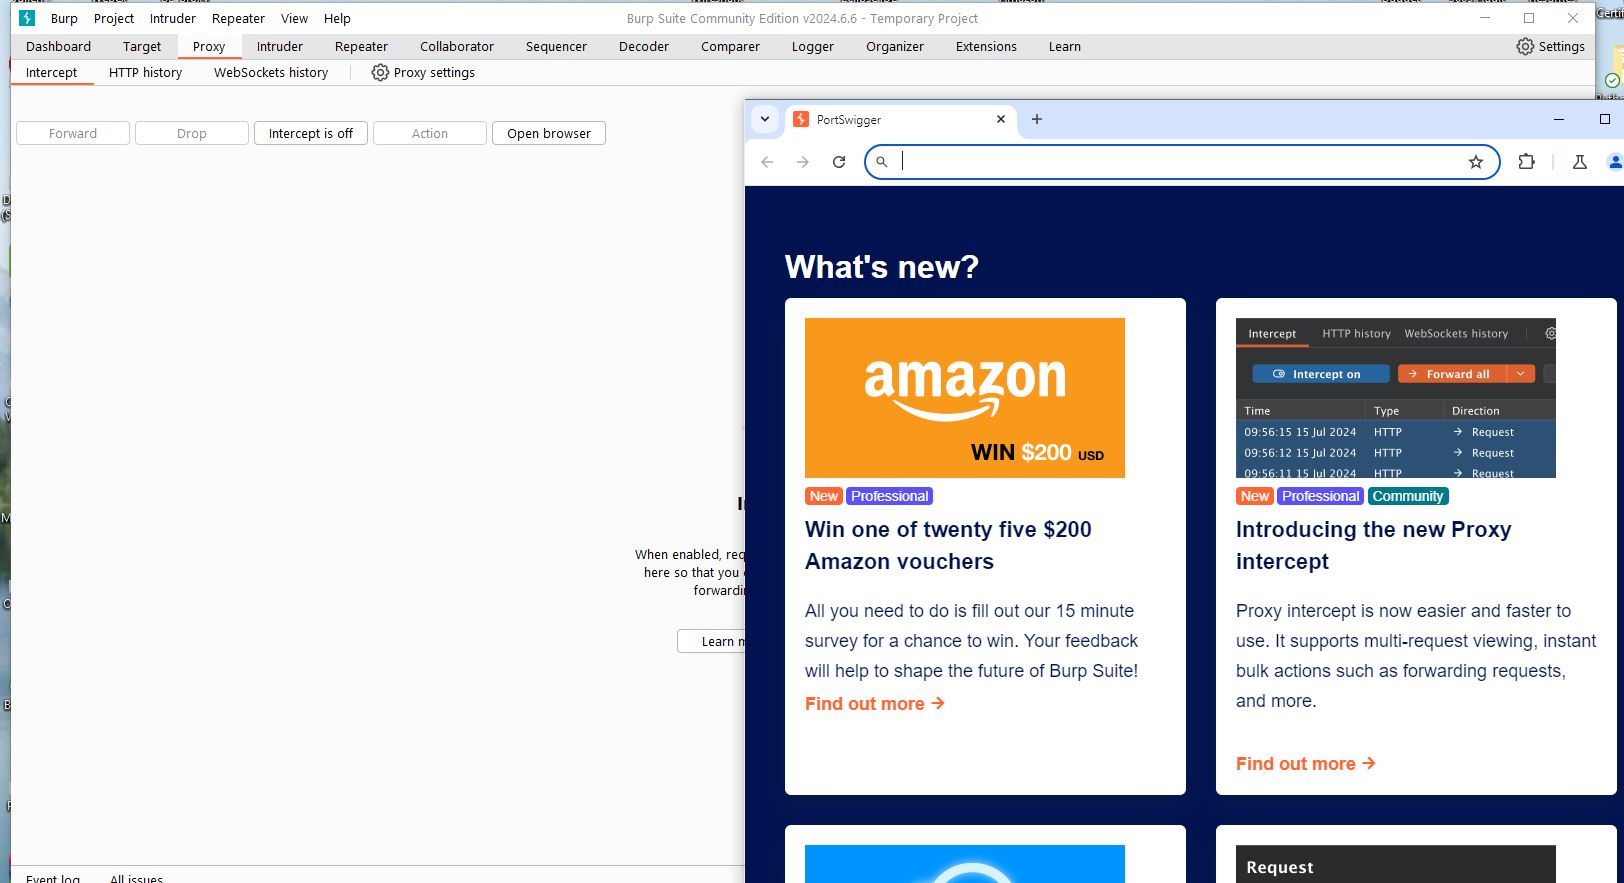 Burp Project Intruder Repeater View Help Burp Suite Community Edition v2024.6.6 - Temporary Project
Dashboard Target Proxy Intruder Repeater Collaborator Sequencer Decoder Comparer Logger Organizer Extensions Learn Settings
Intercept HTTP history WebSockets history Proxy settings
Forward Drop Intercept is off Action Open browser
When enabled,
here so that you
Learn
Event log All issues
PortSwigger
What's new?
amazon
WIN $200 USD
New Professional
Win one of twenty five $200
Amazon vouchers
All you need to do is fill out our 15 minute
survey for a chance to win. Your feedback
will help to shape the future of Burp Suite!
Find out more →
Intercept HTTP history WebSockets history
Intercept on → Forward all
Time Type Direction
09:56:15 15 Jul 2024 HTTP → Request
09:56:12 15 Jul 2024 HTTP → Request
09:56:11 15 Jul 2024 HTTP → Request
New Professional Community
Introducing the new Proxy
intercept
Proxy intercept is now easier and faster to
use. It supports multi-request viewing, instant
bulk actions such as forwarding requests,
and more.
Find out more →
Request